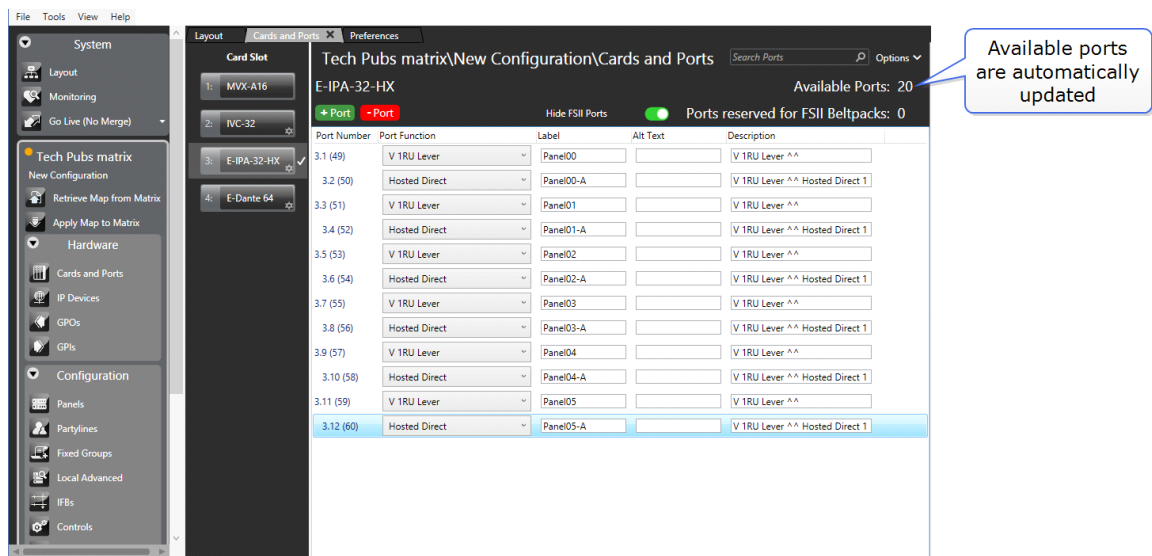 File Tools View Help
System
Layout
Monitoring
Go Live (No Merge)
Tech Pubs matrix
New Configuration
Retrieve Map from Matrix
Apply Map to Matrix
Hardware
Cards and Ports
IP Devices
GPOs
GPIs
Configuration
Panels
Partylines
Fixed Groups
Local Advanced
IFBs
Controls
Layout Cards and Ports X Preferences
Card Slot
1: MVX-A16
2: IVC-32
3: E-IPA-32-HX
4: E-Dante 64
Tech Pubs matrix\New Configuration\Cards and Ports Search Ports Options
E-IPA-32-HX Available Ports: 20
+ Port - Port Hide FSII Ports Ports reserved for FSII Beltpacks: 0
Port Number Port Function Label Alt Text Description
3.1 (49) V 1RU Lever Panel00 V 1RU Lever ^^
3.2 (50) Hosted Direct Panel00-A V 1RU Lever ^^ Hosted Direct 1
3.3 (51) V 1RU Lever Panel01 V 1RU Lever ^^
3.4 (52) Hosted Direct Panel01-A V 1RU Lever ^^ Hosted Direct 1
3.5 (53) V 1RU Lever Panel02 V 1RU Lever ^^
3.6 (54) Hosted Direct Panel02-A V 1RU Lever ^^ Hosted Direct 1
3.7 (55) V 1RU Lever Panel03 V 1RU Lever ^^
3.8 (56) Hosted Direct Panel03-A V 1RU Lever ^^ Hosted Direct 1
3.9 (57) V 1RU Lever Panel04 V 1RU Lever ^^
3.10 (58) Hosted Direct Panel04-A V 1RU Lever ^^ Hosted Direct 1
3.11 (59) V 1RU Lever Panel05 V 1RU Lever ^^
3.12 (60) Hosted Direct Panel05-A V 1RU Lever ^^ Hosted Direct 1
Available ports
are automatically
updated